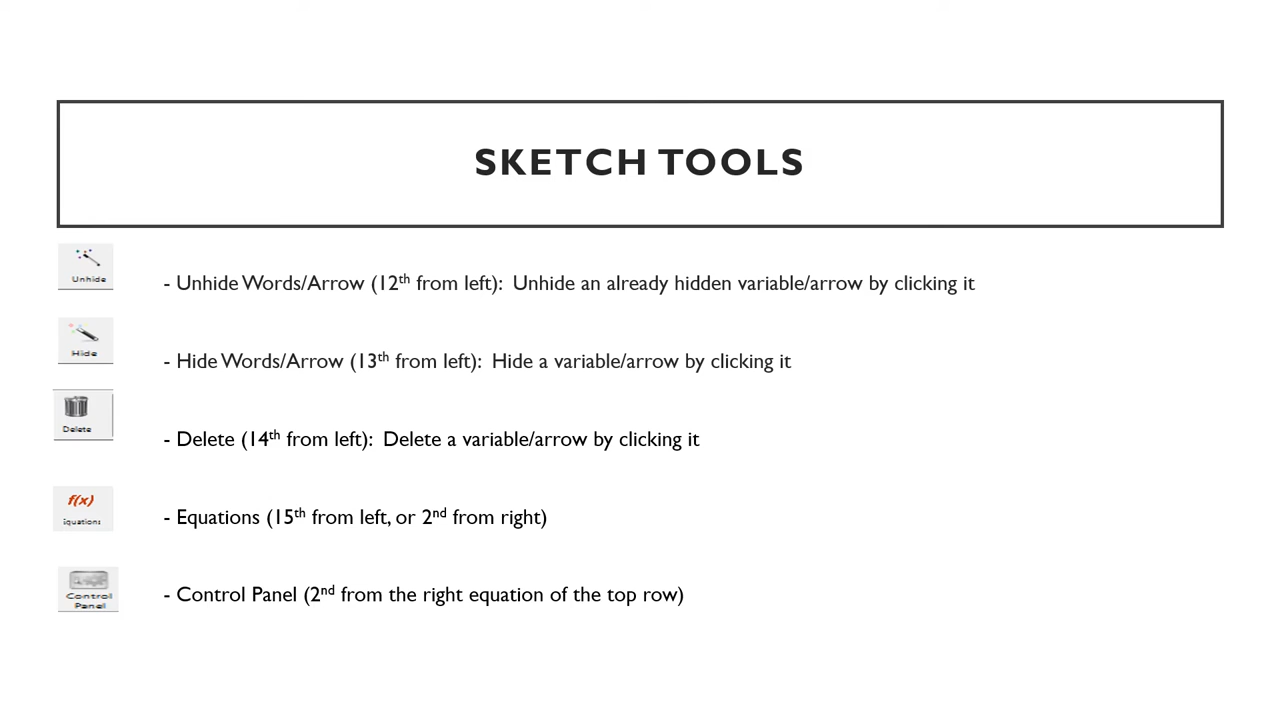 SKETCH TOOLS
Unhide
- Unhide Words/Arrow (12th from left): Unhide an already hidden variable/arrow by clicking it
Hide
- Hide Words/Arrow (13th from left): Hide a variable/arrow by clicking it
Delete
- Delete (14th from left): Delete a variable/arrow by clicking it
f(x)
Equations
- Equations (15th from left, or 2nd from right)
Control
Panel
- Control Panel (2nd from the right equation of the top row)